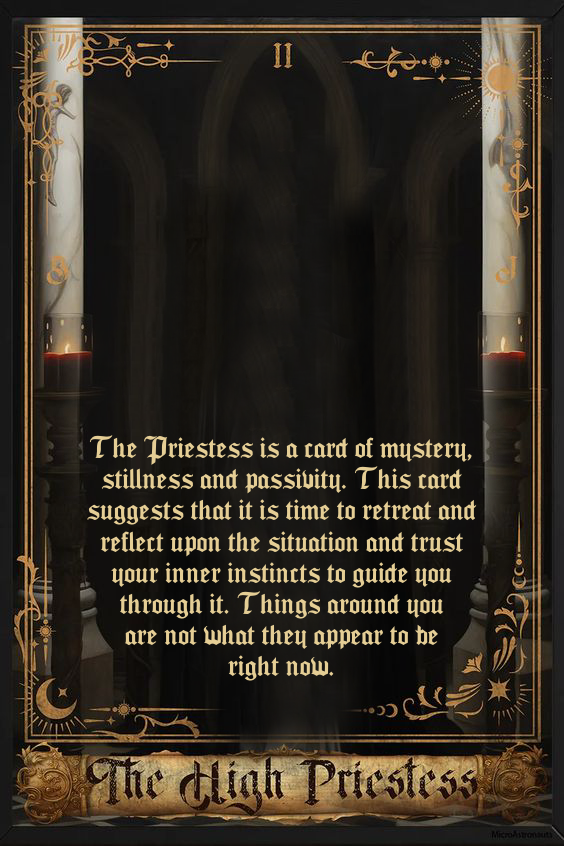 II
The Priestess is a card of mystery,
stillness and passivity. This card
suggests that it is time to retreat and
reflect upon the situation and trust
your inner instincts to guide you
through it. Things around you
are not what they appear to be
right now.
The High Priestess
MicroAstronauts